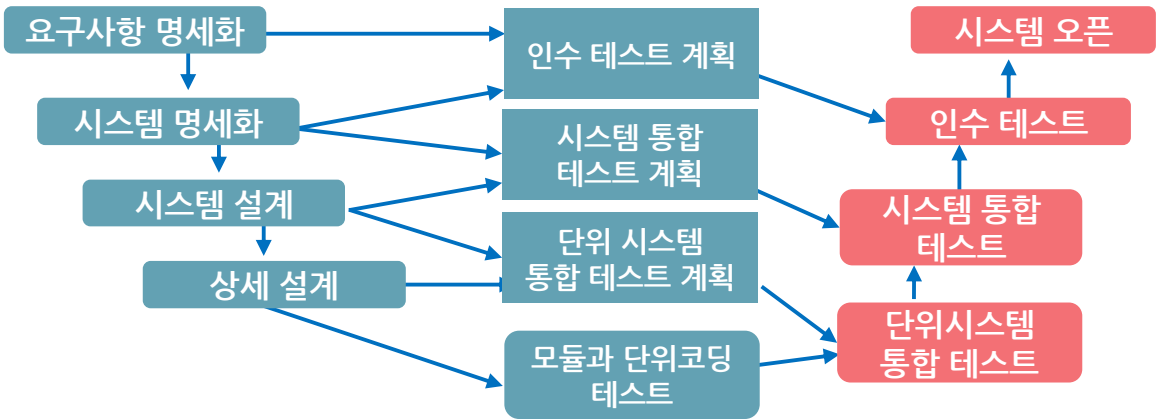 요구사항 명세화
시스템 명세화
시스템 설계
상세 설계
인수 테스트 계획
시스템 통합
테스트 계획
단위 시스템
통합 테스트 계획
모듈과 단위코딩
테스트
시스템 오픈
인수 테스트
시스템 통합
테스트
단위시스템
통합 테스트